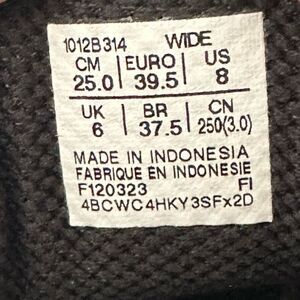 1012B314 WIDE
CM EURO US
25.0 39.5 8
UK BR CN
6 37.5 250(3.0)
MADE IN INDONESIA
FABRIQUE EN INDONESIE
F120323 FI
4BCWC4HKY3SFx2D